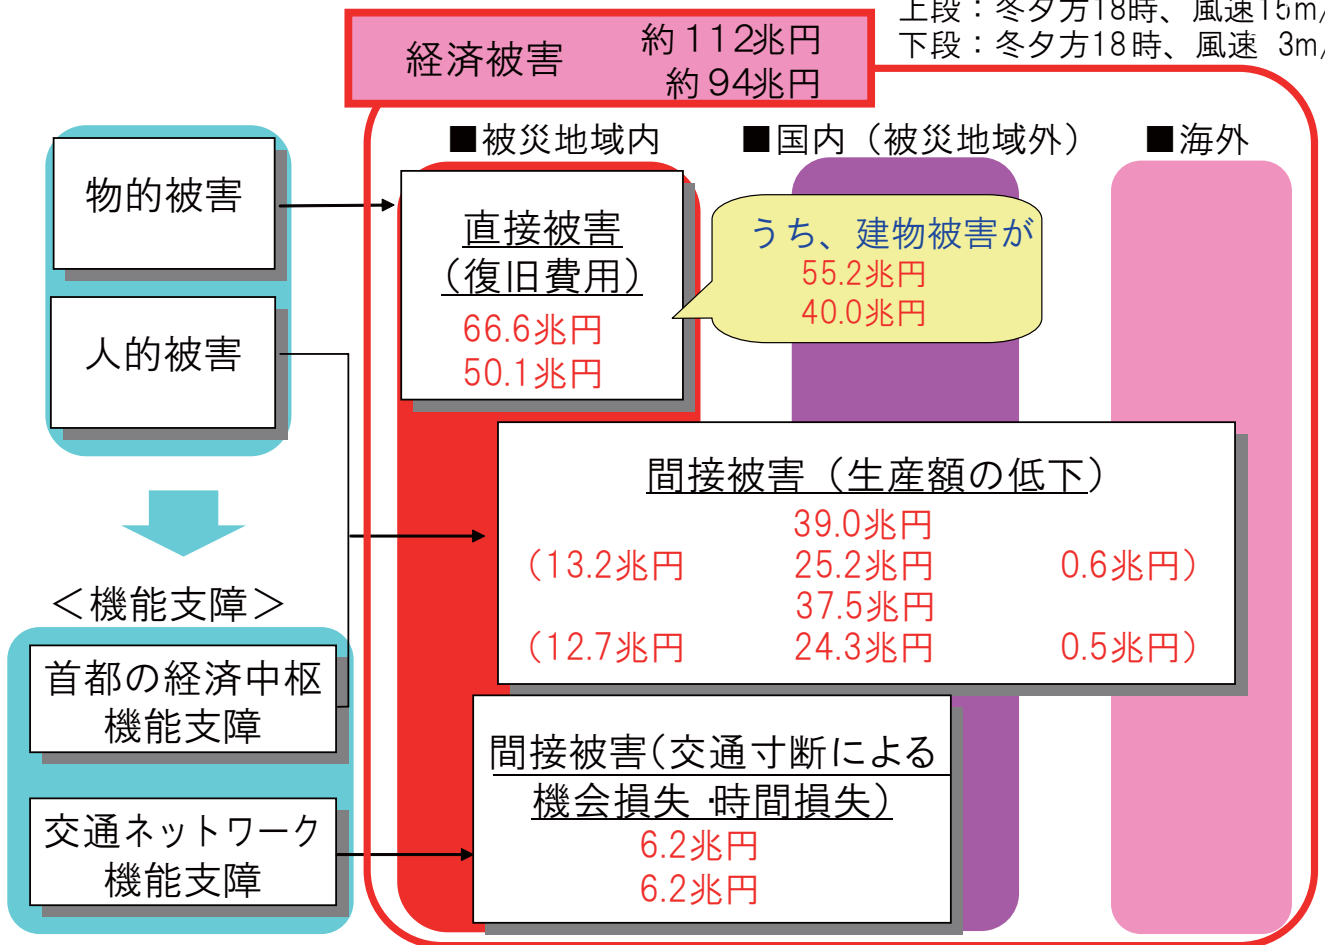 上段：冬夕方18時、風速15m/
下段：冬夕方18時、風速 3m/
経済被害
約112兆円
約94兆円
■被災地域内
■国内（被災地域外）
■海外
物的被害
人的被害
直接被害
（復旧費用）
66.6兆円
50.1兆円
うち、建物被害が
55.2兆円
40.0兆円
間接被害（生産額の低下）
39.0兆円
（13.2兆円 25.2兆円 0.6兆円）
37.5兆円
（12.7兆円 24.3兆円 0.5兆円）
＜機能支障＞
首都の経済中枢
機能支障
交通ネットワーク
機能支障
間接被害（交通寸断による
機会損失・時間損失）
6.2兆円
6.2兆円